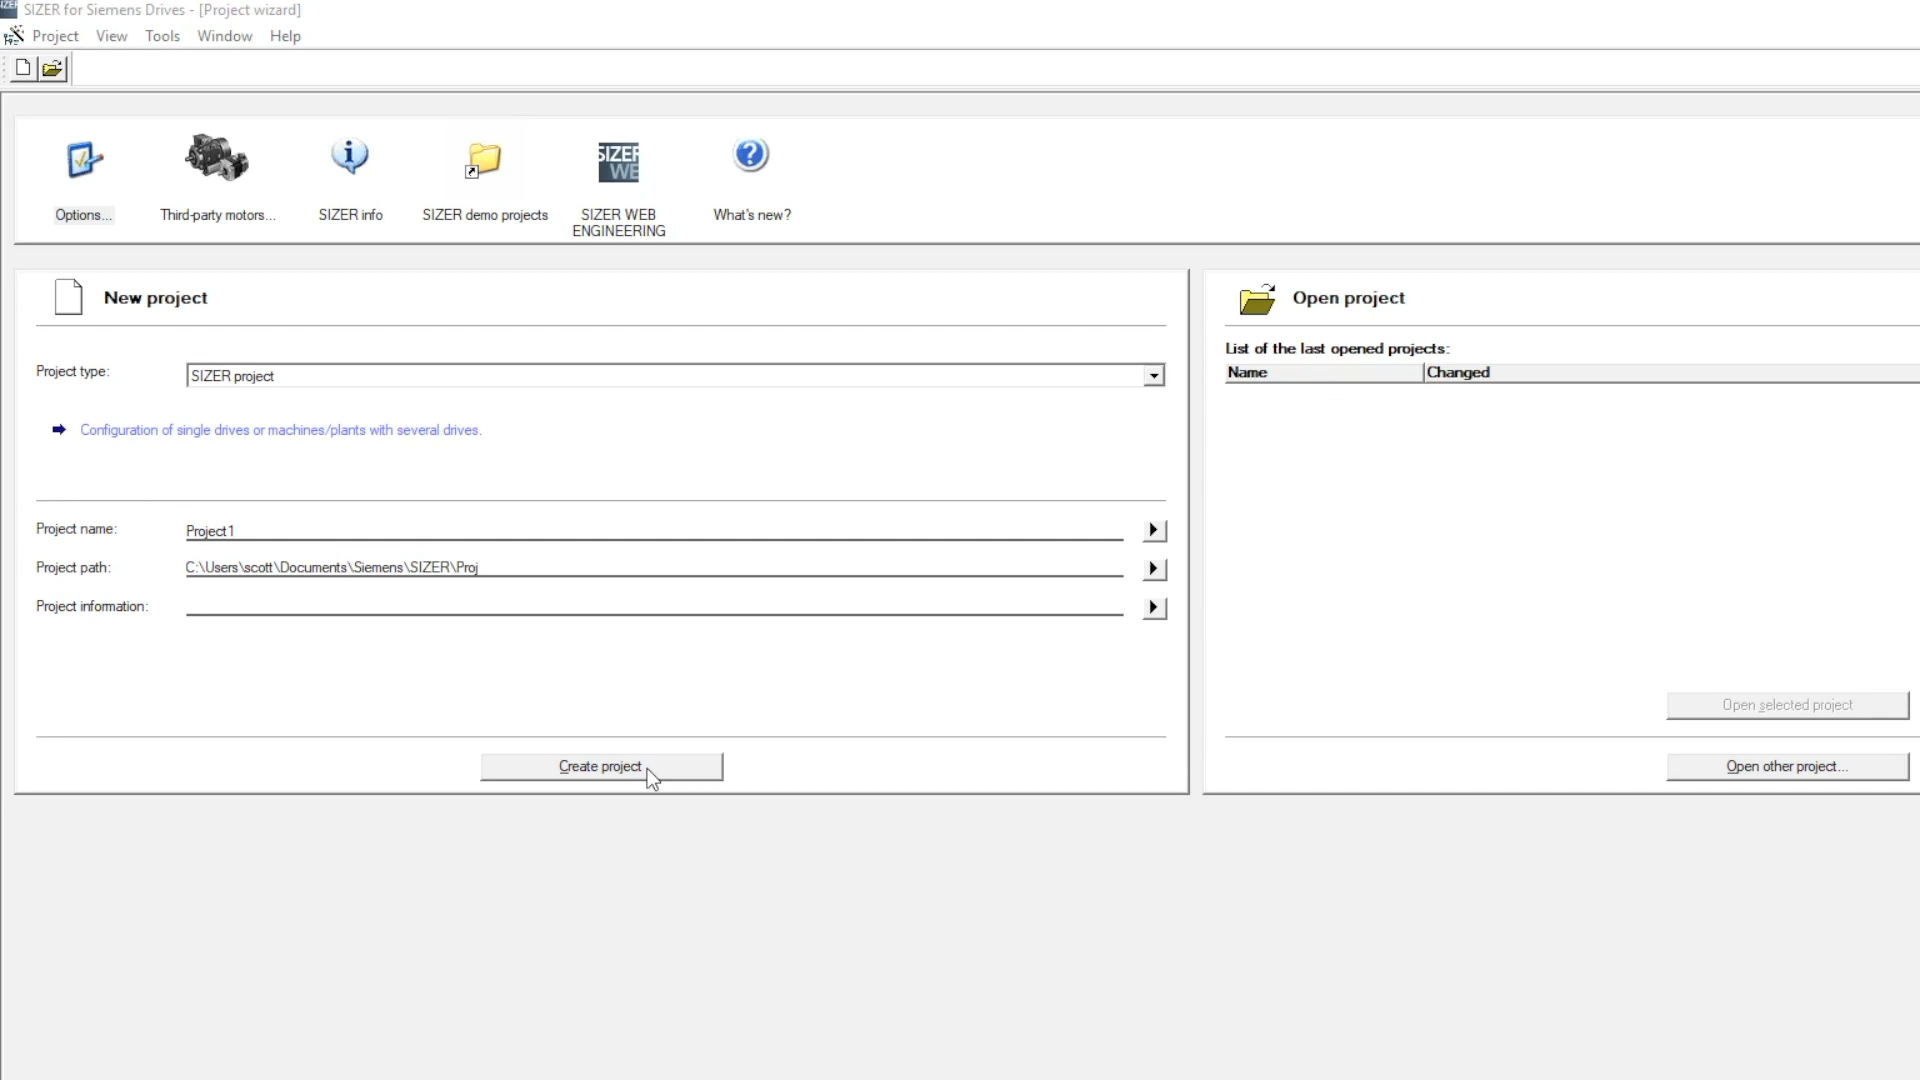 SIZER for Siemens Drives - [Project wizard]
Project View Tools Window Help
Options... Third-party motors... SIZER info SIZER demo projects SIZER WEB ENGINEERING What's new?
New project
Project type: SIZER project
Configuration of single drives or machines/plants with several drives.
Project name: Project1
Project path: C:\Users\scott\Documents\Siemens\SIZER\Proj
Project information:
Create project
Open project
List of the last opened projects:
Name Changed
Open selected project
Open other project...